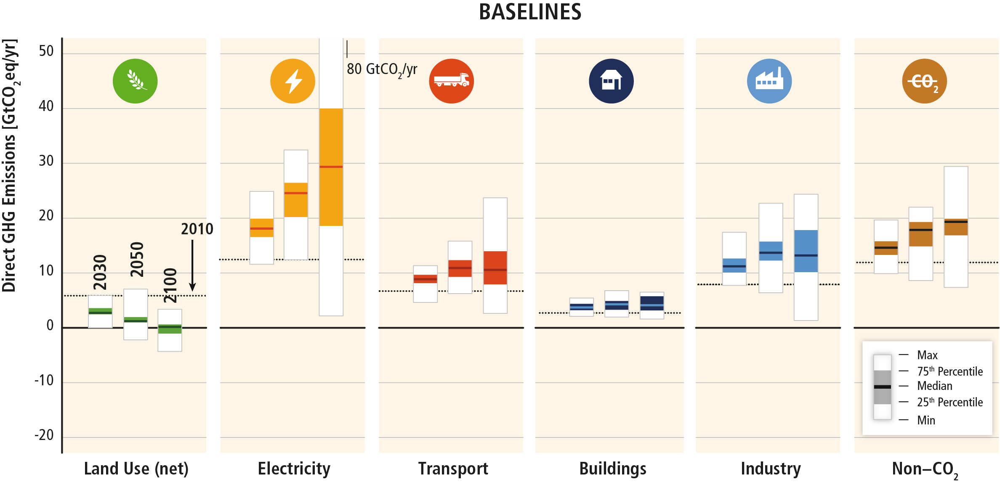 BASELINES
Direct GHG Emissions [GtCO2eq/yr]
50
40
30
20
10
0
-10
-20
80 GtCO2/yr
CO2
2010
2030
2050
2100
Max
75th Percentile
Median
25th Percentile
Min
Land Use (net)
Electricity
Transport
Buildings
Industry
Non–CO2